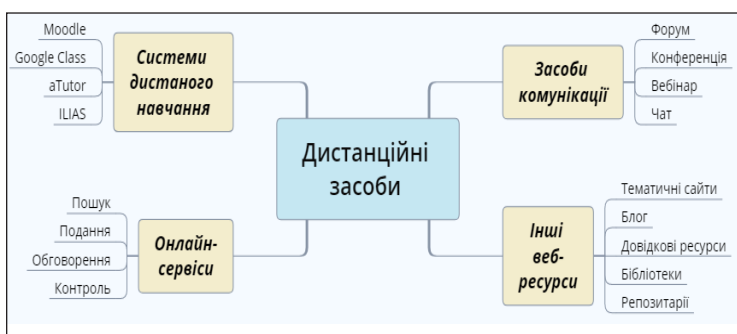 Moodle
Google Class
aTutor
ILIAS
Системи
дистаного
навчання
Засоби
комунікації
Форум
Конференція
Вебінар
Чат
Дистанційні
засоби
Пошук
Подання
Обговорення
Контроль
Онлайн-
сервіси
Інші
веб-
ресурси
Тематичні сайти
Блог
Довідкові ресурси
Бібліотеки
Репозитарії